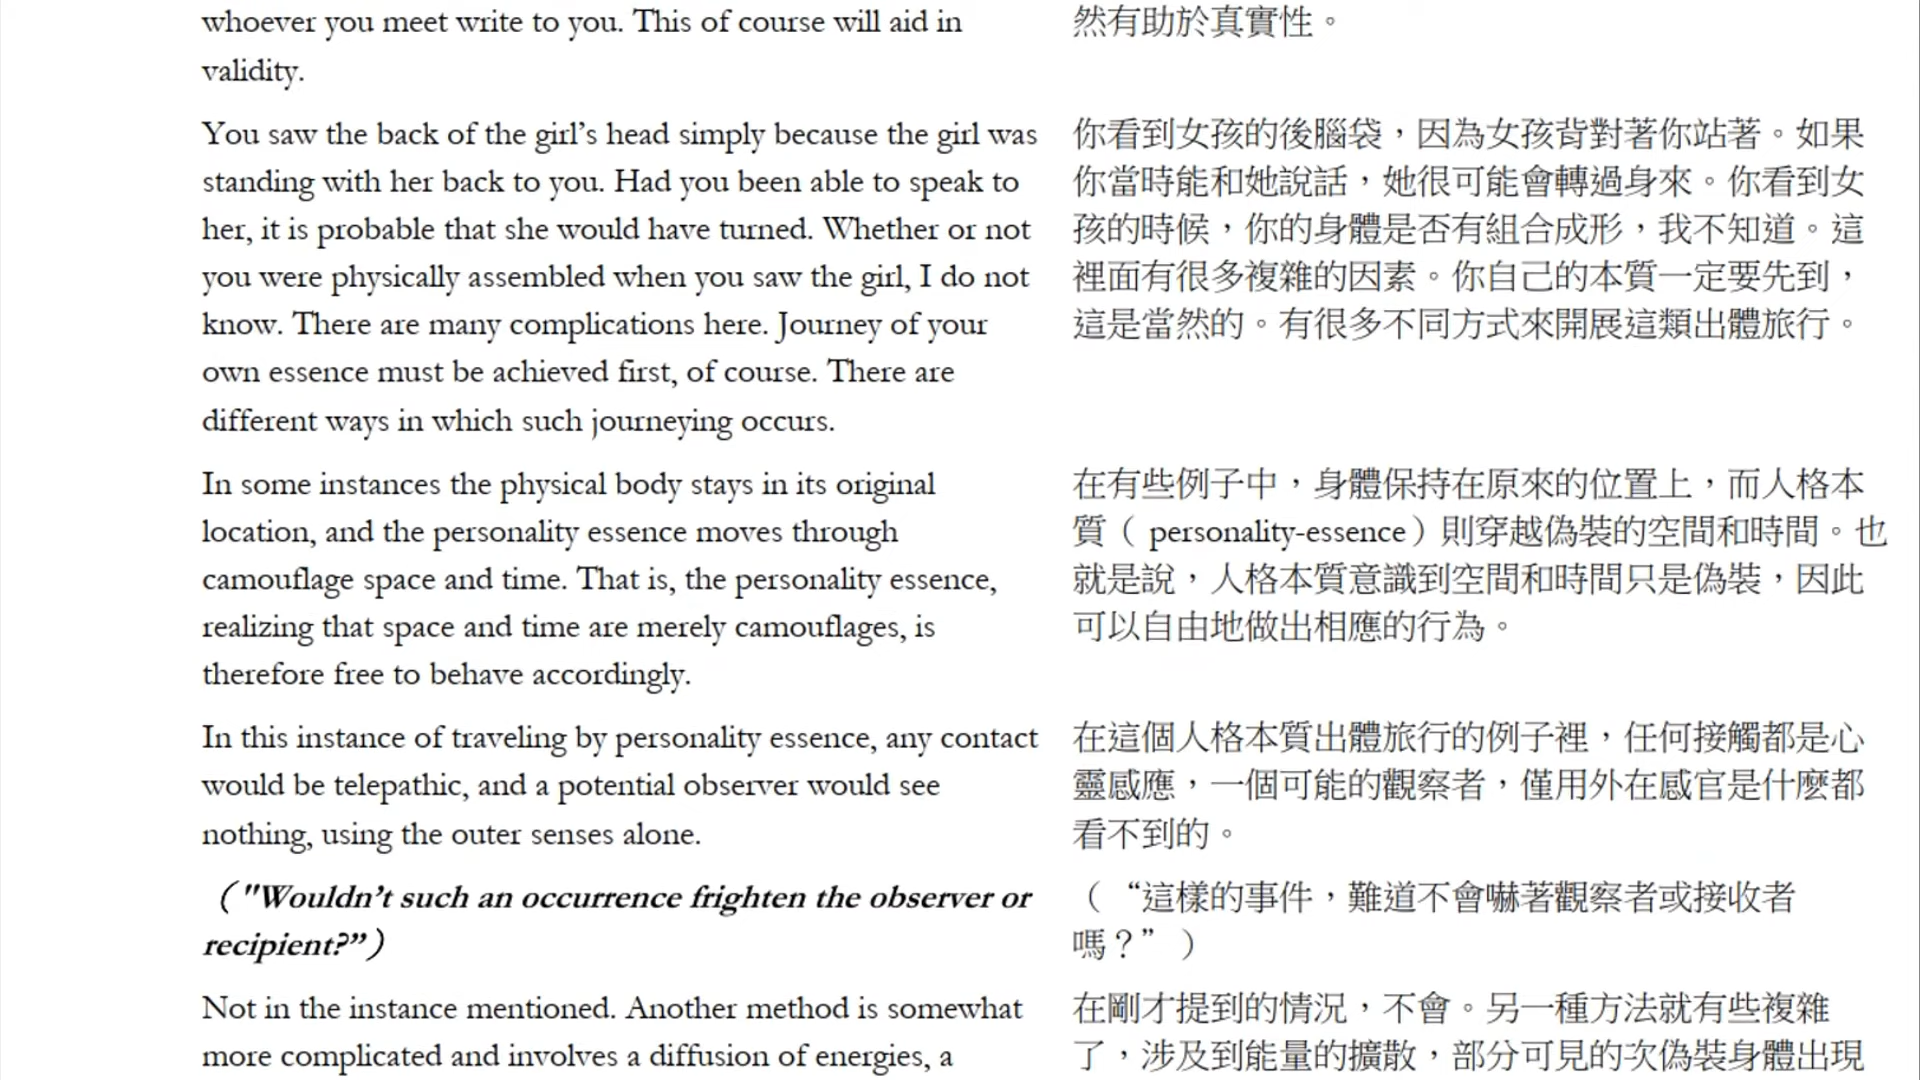 whoever you meet write to you. This of course will aid in
validity.
然有助於真實性。
You saw the back of the girl’s head simply because the girl was
standing with her back to you. Had you been able to speak to
her, it is probable that she would have turned. Whether or not
you were physically assembled when you saw the girl, I do not
know. There are many complications here. Journey of your
own essence must be achieved first, of course. There are
different ways in which such journeying occurs.
你看到女孩的後腦袋，因為女孩背對著你站著。如果
你當時能和她說話，她很可能會轉過身來。你看到女
孩的時候，你的身體是否有組合成形，我不知道。這
裡面有很多複雜的因素。你自己的本質一定要先到，
這是當然的。有很多不同方式來開展這類出體旅行。
In some instances the physical body stays in its original
location, and the personality essence moves through
camouflage space and time. That is, the personality essence,
realizing that space and time are merely camouflages, is
therefore free to behave accordingly.
在有些例子中，身體保持在原來的位置上，而人格本
質（ personality-essence）則穿越偽裝的空間和時間。也
就是說，人格本質意識到空間和時間只是偽裝，因此
可以自由地做出相應的行為。
In this instance of traveling by personality essence, any contact
would be telepathic, and a potential observer would see
nothing, using the outer senses alone.
在這個人格本質出體旅行的例子裡，任何接觸都是心
靈感應，一個可能的觀察者，僅用外在感官是什麼都
看不到的。
（"Wouldn’t such an occurrence frighten the observer or
recipient?”）
（“這樣的事件，難道不會嚇著觀察者或接收者
嗎？”）
Not in the instance mentioned. Another method is somewhat
more complicated and involves a diffusion of energies, a
在剛才提到的情況，不會。另一種方法就有些複雜
了，涉及到能量的擴散，部分可見的次偽裝身體出現